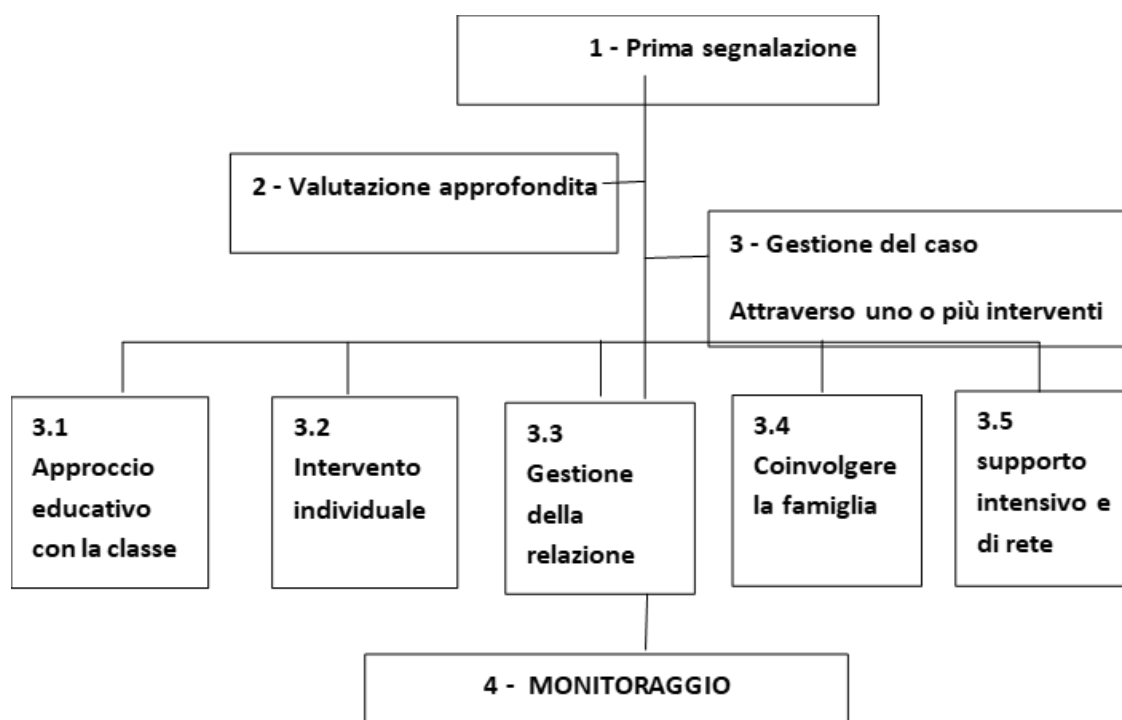 1 - Prima segnalazione
2 - Valutazione approfondita
3 - Gestione del caso
Attraverso uno o più interventi
3.1
Approccio
educativo
con la classe
3.2
Intervento
individuale
3.3
Gestione
della
relazione
3.4
Coinvolgere
la famiglia
3.5
supporto
intensivo e
di rete
4 - MONITORAGGIO